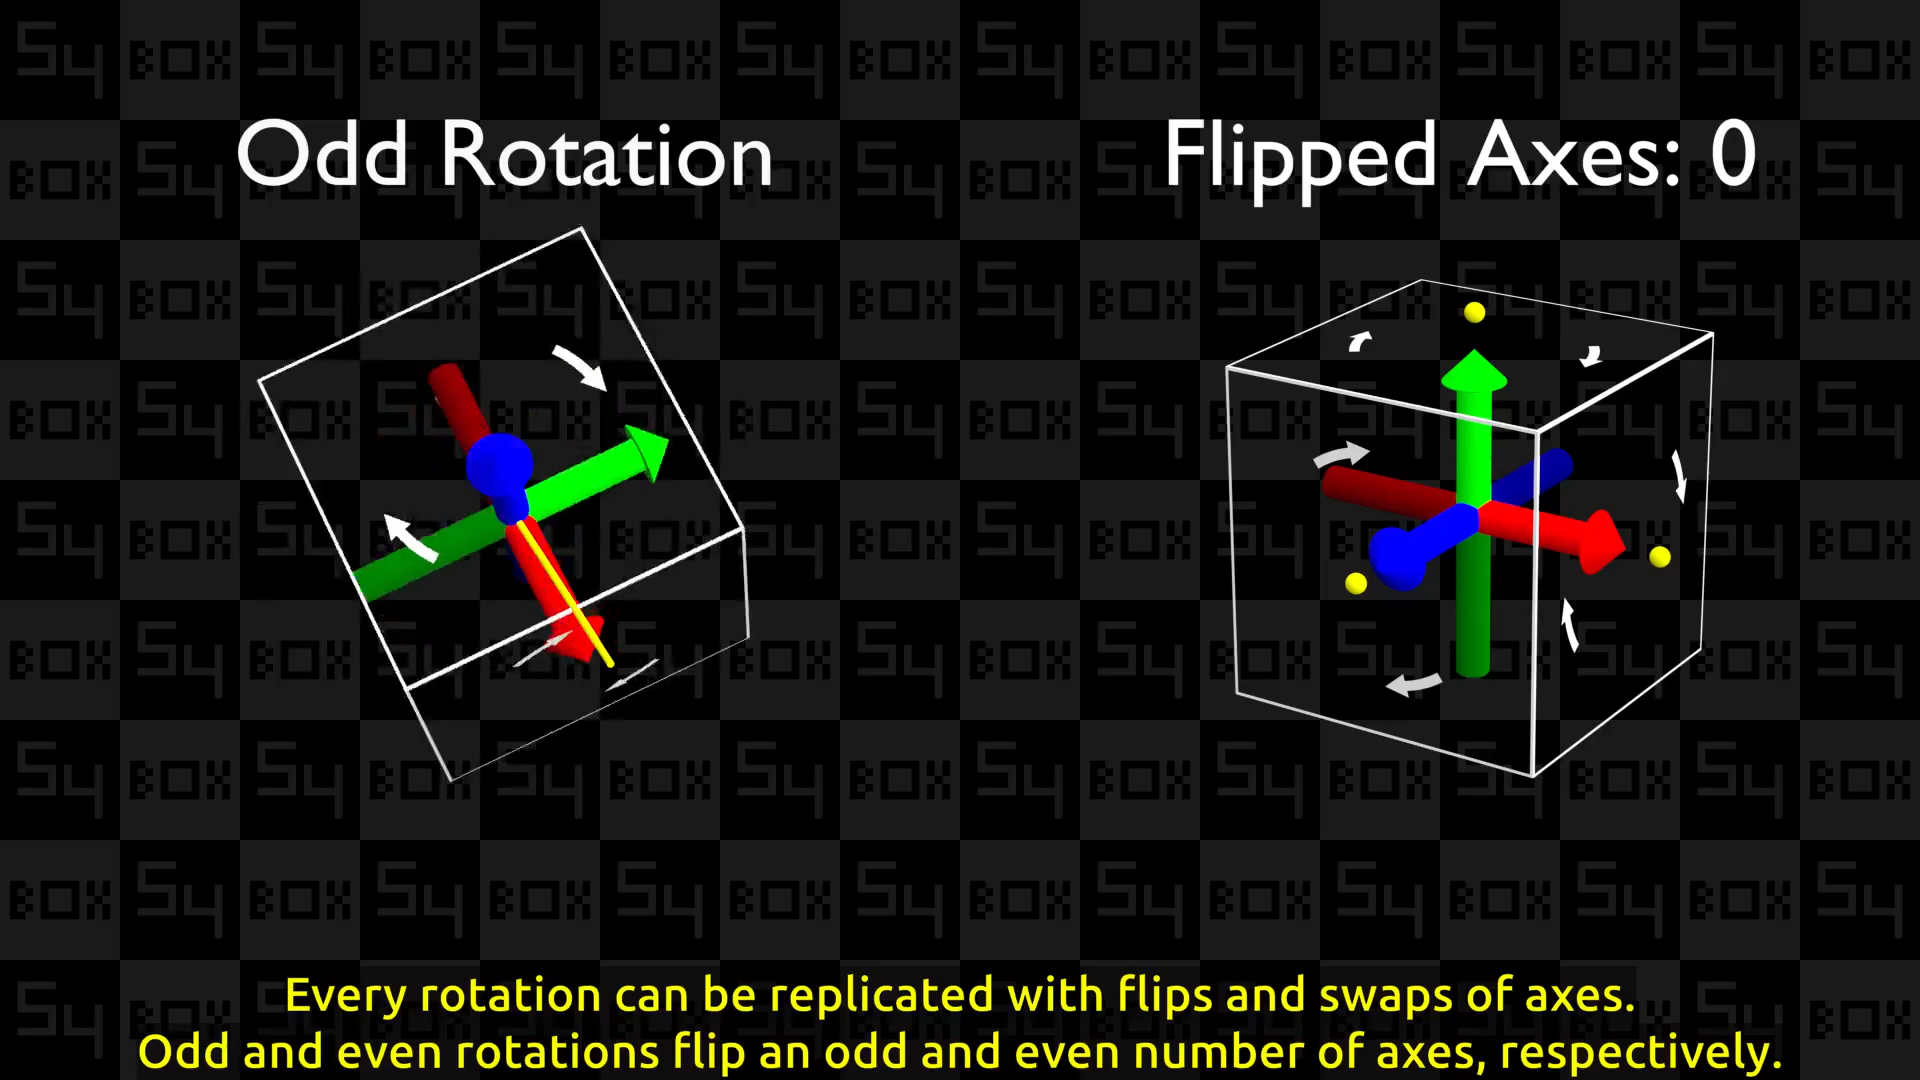 Odd Rotation
Flipped Axes: 0
Every rotation can be replicated with flips and swaps of axes.
Odd and even rotations flip an odd and even number of axes, respectively.